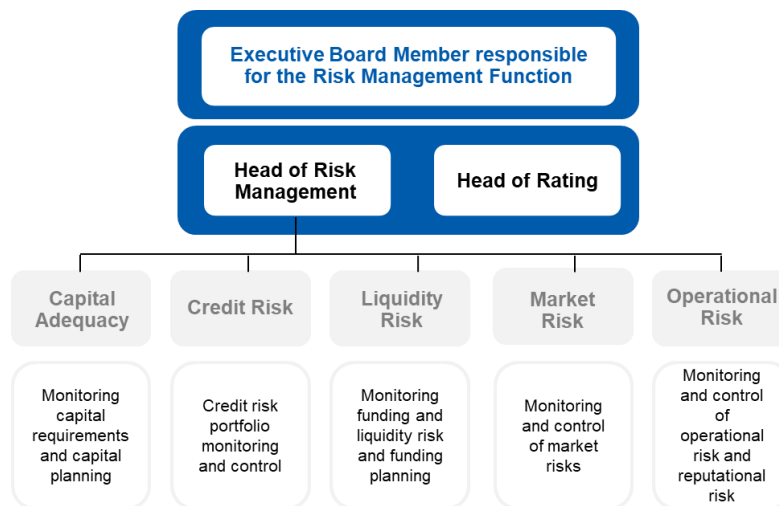 Executive Board Member responsible
for the Risk Management Function
Head of Risk
Management
Head of Rating
Capital
Adequacy
Credit Risk
Liquidity
Risk
Market
Risk
Operational
Risk
Monitoring
capital
requirements
and capital
planning
Credit risk
portfolio
monitoring
and control
Monitoring
funding and
liquidity risk
and funding
planning
Monitoring
and control
of market
risks
Monitoring
and control
of
operational
risk and
reputational
risk